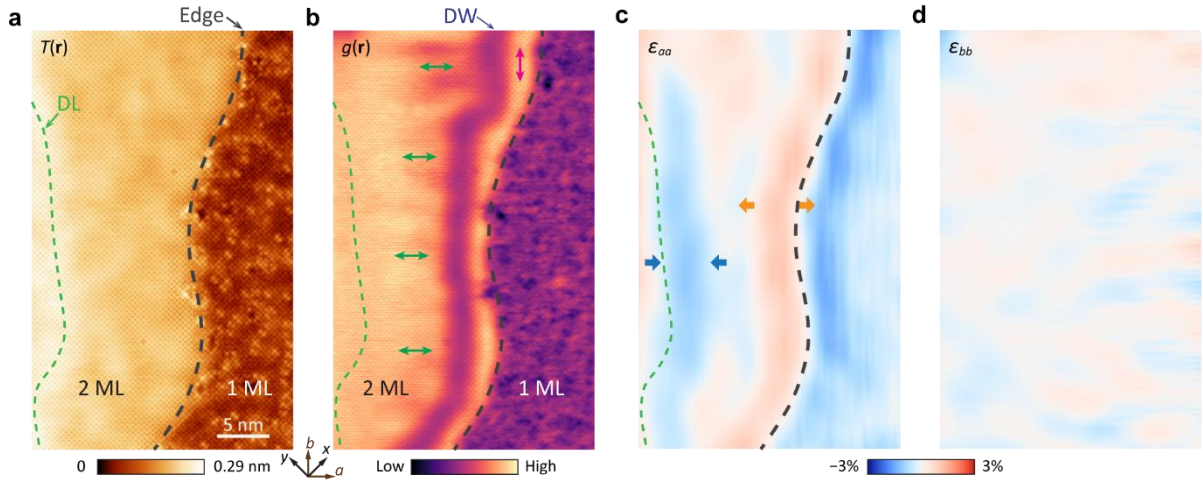 a
Edge
T(r)
DL
2 ML
1 ML
5 nm
0
0.29 nm
b
DW
g(r)
2 ML
1 ML
y
b
x
a
Low
High
c
εaa
−3%
3%
d
εbb